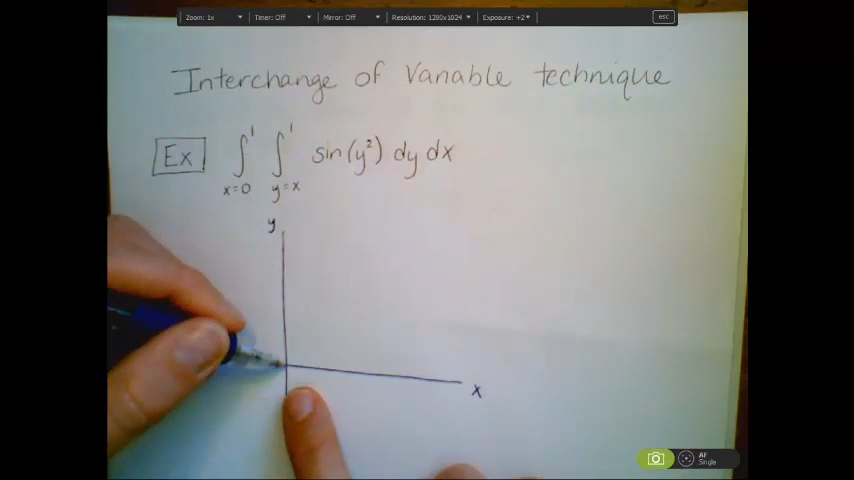 Zoom: 1x Timer: Off Mirror: Off Resolution: 1280x1024 Exposure: +2 esc
Interchange of Variable technique
Ex ∫_{x=0}^{1} ∫_{y=x}^{1} sin(y²) dy dx
y
x
AF
Single